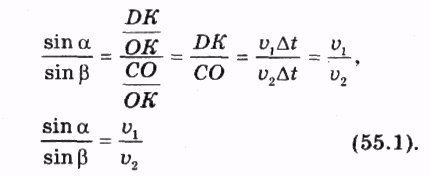 sin α / sin β = (DK / OK) / (CO / OK) = DK / CO = υ₁Δt / υ₂Δt = υ₁ / υ₂,
sin α / sin β = υ₁ / υ₂ (55.1).